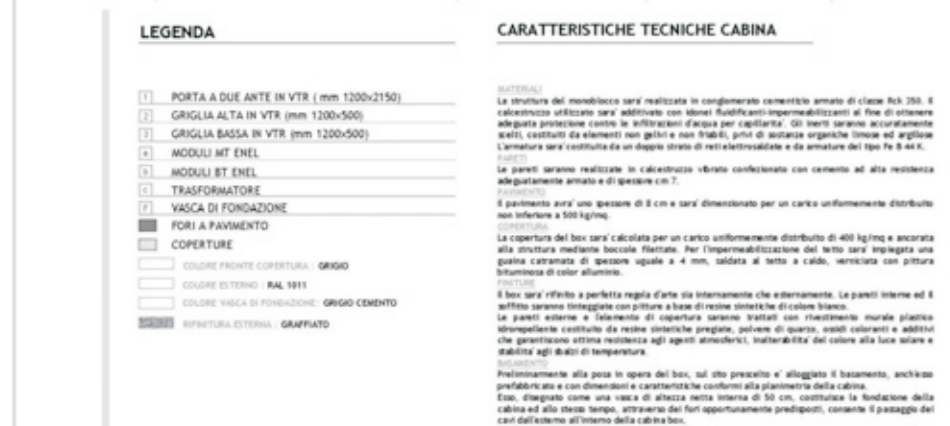 LEGENDA
1 PORTA A DUE ANTE IN VTR ( mm 1200x2150)
2 GRIGLIA ALTA IN VTR (mm 1200x500)
3 GRIGLIA BASSA IN VTR (mm 1200x500)
MODULI MT ENEL
MODULI BT ENEL
TRASFORMATORE
VASCA DI FONDAZIONE
FORI A PAVIMENTO
COPERTURE
COLORE FRONTE COPERTURA : GRIGIO
COLORE ESTERNO : RAL 1011
COLORE VASCA DI FONDAZIONE : GRIGIO CEMENTO
RIFINITURA ESTERNA : GRAFFIATO
CARATTERISTICHE TECNICHE CABINA
MATERIALI
La struttura del monoblocco sara' realizzata in conglomerato cementizio armato di classe Rck 350. Il
calcestruzzo utilizzato sara' additivato con idonei fluidificanti-impermeabilizzanti al fine di ottenere
adeguata protezione contro le infiltrazioni d'acqua per capillarita'. Gli inerti saranno accuratamente
scelti, costituiti da elementi non gelivi e non friabili, privi di sostanze organiche limose ed argillose
L'armatura sara' costituita da un doppio strato di reti elettrosaldate e da armature del tipo Fe B 44 K.
PARETI
Le pareti saranno realizzate in calcestruzzo vibrato confezionato con cemento ad alta resistenza
adeguatamente armato e di spessore cm 7.
PAVIMENTO
Il pavimento avra' uno spessore di 8 cm e sara' dimensionato per un carico uniformemente distribuito
non inferiore a 500 kg/mq.
COPERTURA
La copertura del box sara' calcolata per un carico uniformemente distribuito di 400 kg/mq e ancorata
alla struttura mediante boccole filettate. Per l'impermeabilizzazione del tetto sara' impiegata una
guaina catramata di spessore uguale a 4 mm, saldata al tetto a caldo, verniciata con pittura
bituminosa di color alluminio.
FINITURE
Il box sara' rifinito a perfetta regola d'arte sia internamente che esternamente. Le pareti interne ed il
soffitto saranno tinteggiate con pitture a base di resine sintetiche di colore bianco.
Le pareti esterne e l'elemento di copertura saranno trattati con rivestimento murale plastico
idrorepellente costituito da resine sintetiche pregiate, polvere di quarzo, ossidi coloranti e additivi
che garantiscono ottima resistenza agli agenti atmosferici, inalterabilita' del colore alla luce solare e
stabilita' agli sbalzi di temperatura.
BASAMENTO
Preliminarmente alla posa in opera del box, sul sito prescelto e' alloggiato il basamento, anch'esso
prefabbricato e con dimensioni e caratteristiche conformi alla planimetria della cabina.
Esso, disegnato come una vasca di altezza netta interna di 50 cm, costituisce la fondazione della
cabina ed allo stesso tempo, attraverso dei fori opportunamente predisposti, consente il passaggio dei
cavi dall'esterno all'interno della cabina box.